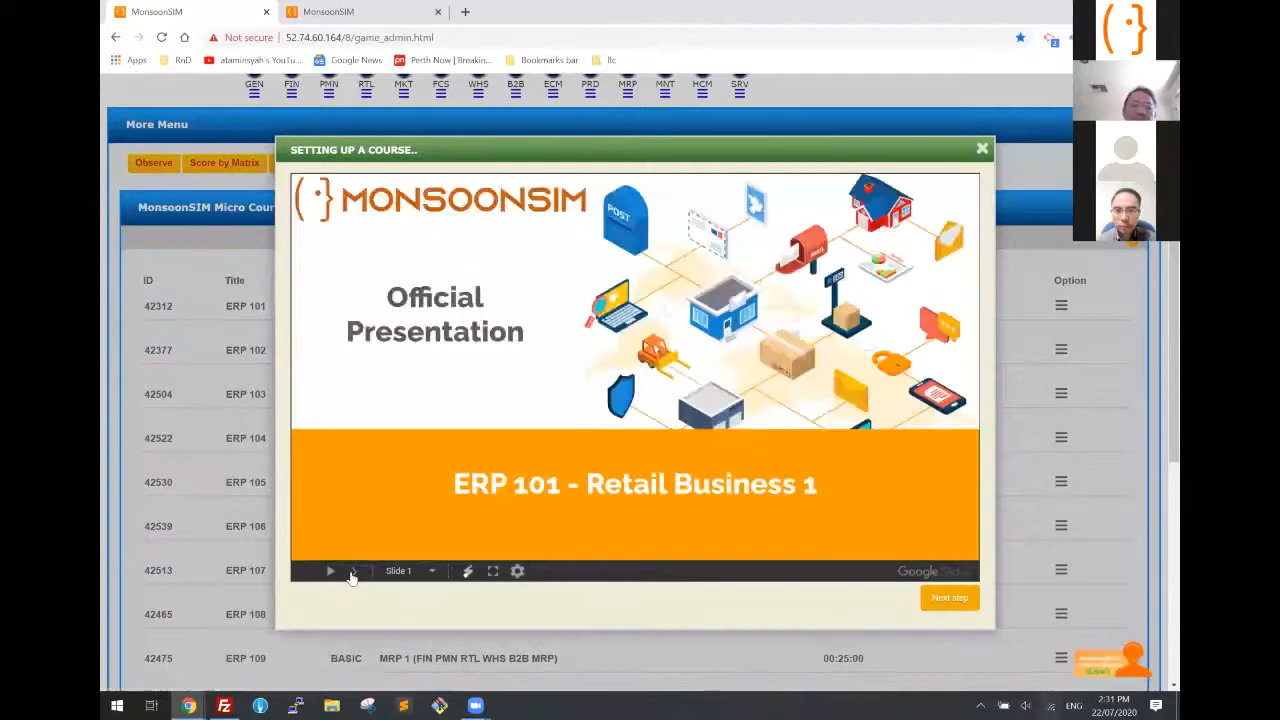 MonsoonSIM
MonsoonSIM
Not secure
52.74.60.164/8/game_admin.html
2
Apps
RnD
ataminsyah's YouT...
Google News
Perth Now | Breakin...
Bookmarks bar
llc
GEN FIN PMN RTL MKT FCS WHS B2B ECM PRD MRP MNT HCM SRV
More Menu
Observe
Score by Matrix
MonsoonSIM Micro Cour
SETTING UP A COURSE..
MONSOONSIM
POST
MAIL
Official
Presentation
ERP 101 - Retail Business 1
Slide 1
Google
Next step
ID Title Option
42312 ERP 101
42377 ERP 102
42504 ERP 103
42522 ERP 104
42530 ERP 105
42539 ERP 106
42513 ERP 107
42465 ERP 108
42475 ERP 109 BASIC MRP 1 (FIN PMN RTL WHS B2B MRP) 00:25:00
ENG
2:31 PM
22/07/2020